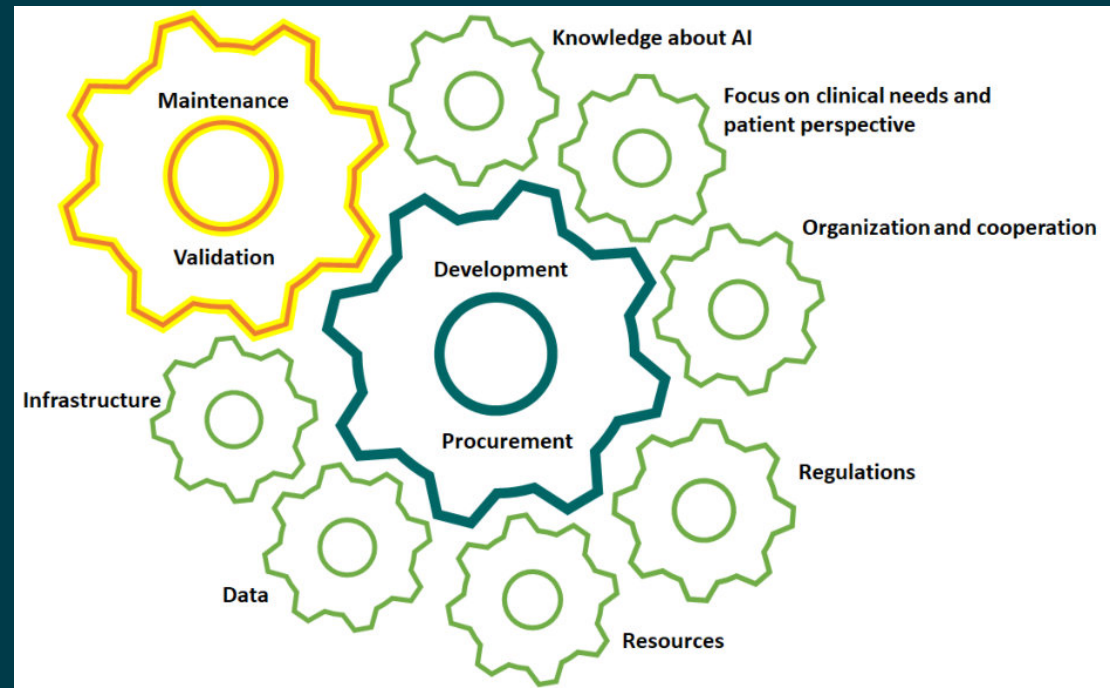 Knowledge about AI
Maintenance
Focus on clinical needs and
patient perspective
Organization and cooperation
Validation
Development
Infrastructure
Procurement
Regulations
Data
Resources